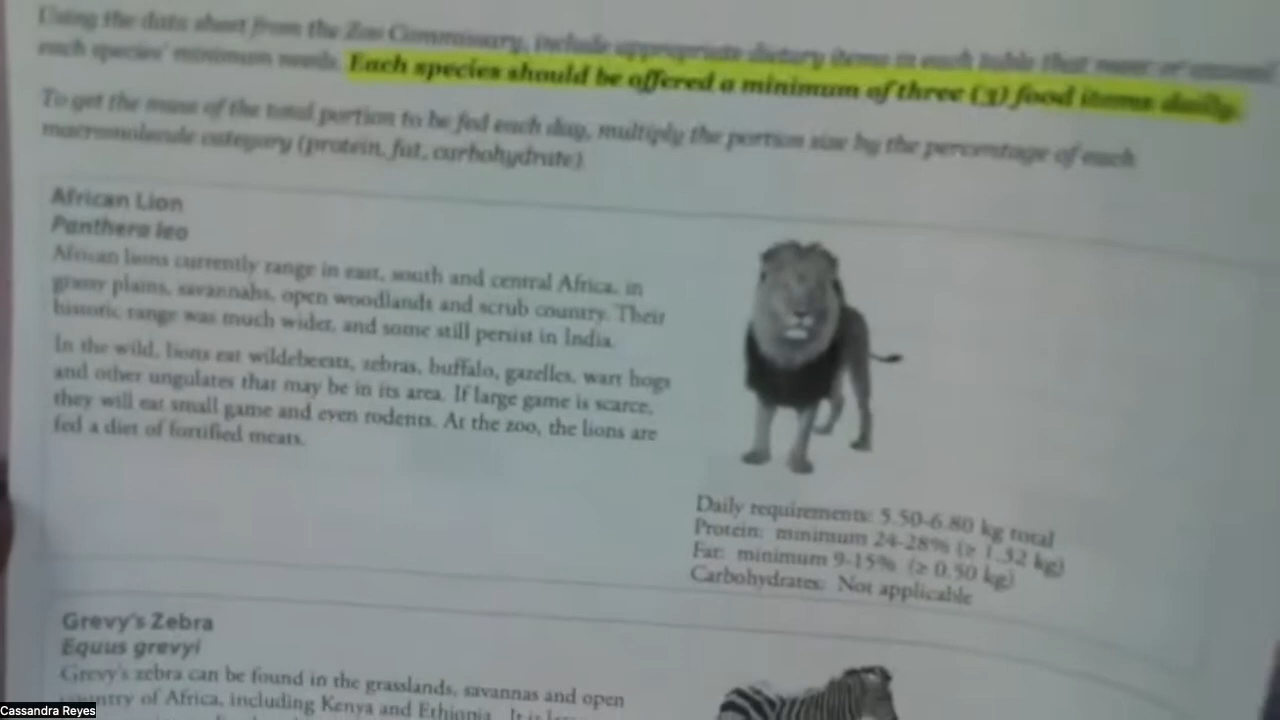 Using the data sheet from the Zoo Commissary, include appropriate dietary items in each table that meet or exceed
each species' minimum needs. Each species should be offered a minimum of three (3) food items daily.
To get the mass of the total portion to be fed each day, multiply the portion size by the percentage of each
macromolecule category (protein, fat, carbohydrate)
African Lion
Panthera leo
African lions currently range in east, south and central Africa, in
grassy plains, savannahs, open woodlands and scrub country. Their
historic range was much wider, and some still persist in India.
In the wild, lions eat wildebeests, zebras, buffalo, gazelles, wart hogs
and other ungulates that may be in its area. If large game is scarce,
they will eat small game and even rodents. At the zoo, the lions are
fed a diet of fortified meats.
Daily requirements: 5.50-6.80 kg total
Protein: minimum 24-28% (≥ 1.32 kg)
Fat: minimum 9-15% (≥ 0.50 kg)
Carbohydrates: Not applicable
Grevy's Zebra
Equus grevyi
Grevy's zebra can be found in the grasslands, savannas and open
country of Africa, including Kenya and Ethiopia. It is
Cassandra Reyes